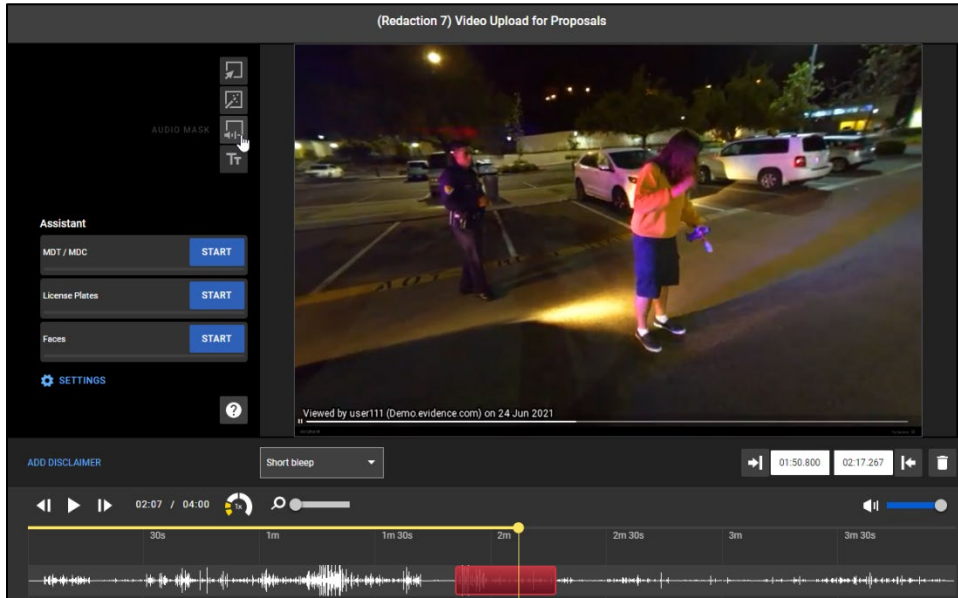 (Redaction 7) Video Upload for Proposals
AUDIO MASK
Tт
Assistant
MDT / MDC
START
License Plates
START
Faces
START
SETTINGS
?
Viewed by user111 (Demo.evidence.com) on 24 Jun 2021
ADD DISCLAIMER
Short bleep
01:50.800
02:17.267
02:07 / 04:00
1x
30s
1m
1m 30s
2m
2m 30s
3m
3m 30s